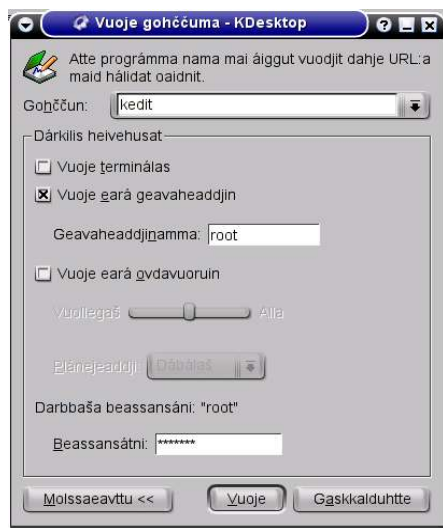 Vuoje gohččuma - KDesktop
Atte prográmma nama mai áiggut vuodjit dahje URL:a
maid hálidat oaidnit.
Gohččun: kedit
Dárkilis heivehusat
Vuoje terminálas
Vuoje eará geavaheaddjin
Geavaheaddjinamma: root
Vuoje eará ovdavuoruin
Vuollegaš Alla
Plánejeaddji: Dábálaš
Darbbaša beassansáni: "root"
Beassansátni: *******
Molssaeavttu << Vuoje Gaskkalduhtte